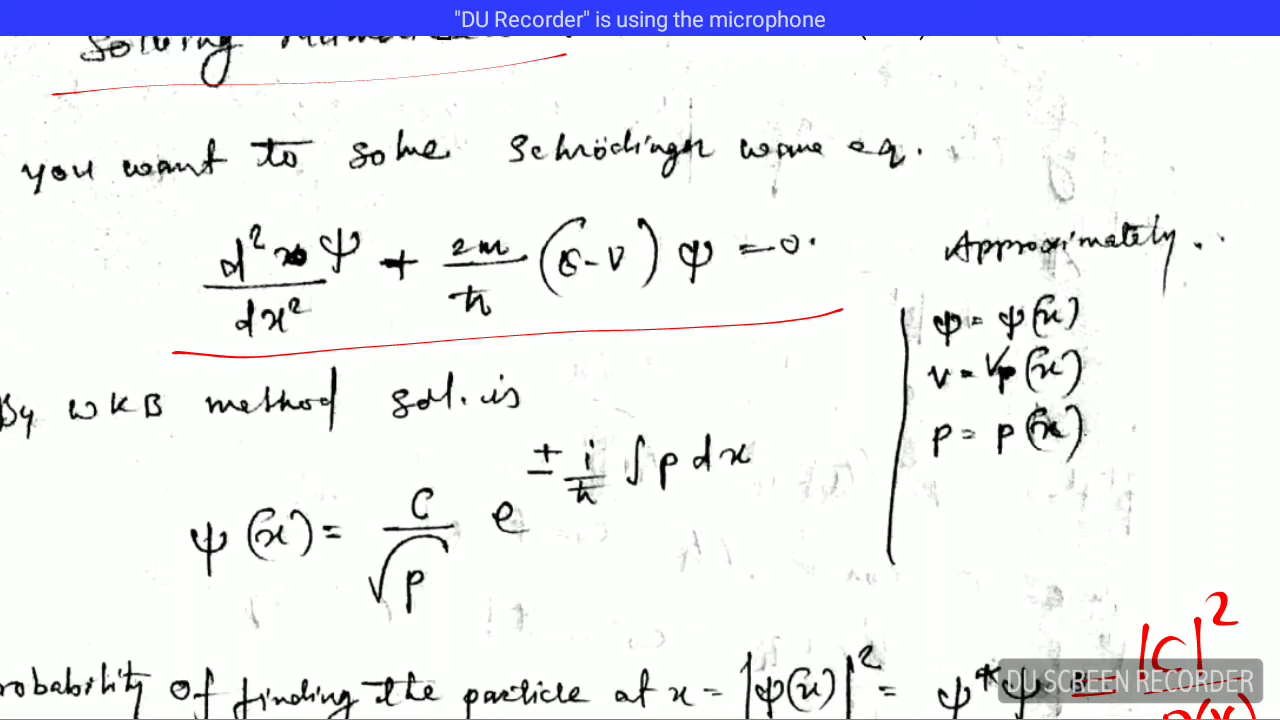 "DU Recorder" is using the microphone
Solving
you want to solve Schrödinger wave eq.
d²ψ/dx² + 2m/ħ (E-V) ψ = 0.
Approximately..
ψ = ψ(x)
V = V(x)
p = p(x)
By WKB method sol. is
ψ(x) = C/√p e^{± i/ħ ∫p dx}
robability of finding the particle at x = |ψ(x)|² = ψ*ψ = |C|²/p(x)
DU SCREEN RECORDER